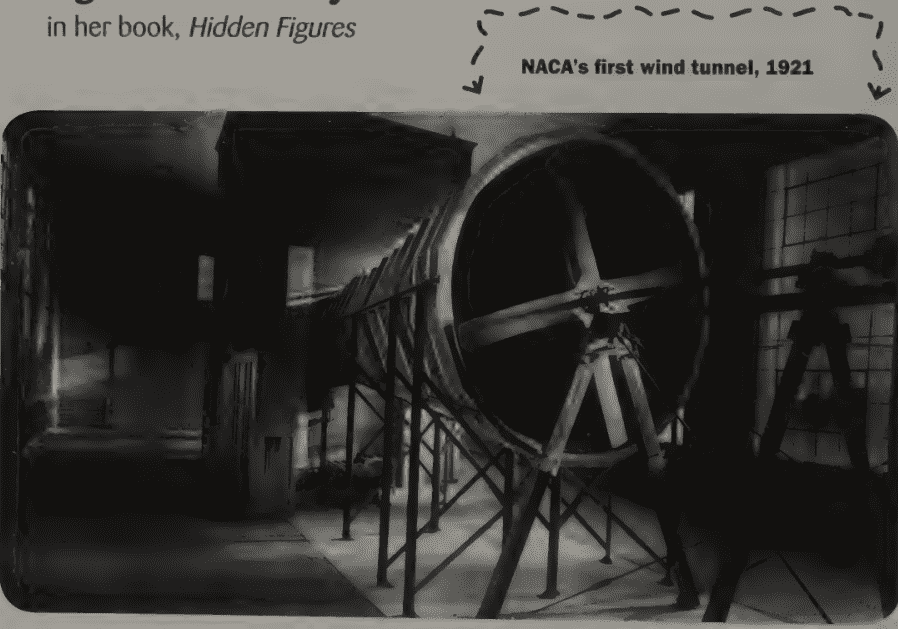 in her book, Hidden Figures
NACA's first wind tunnel, 1921